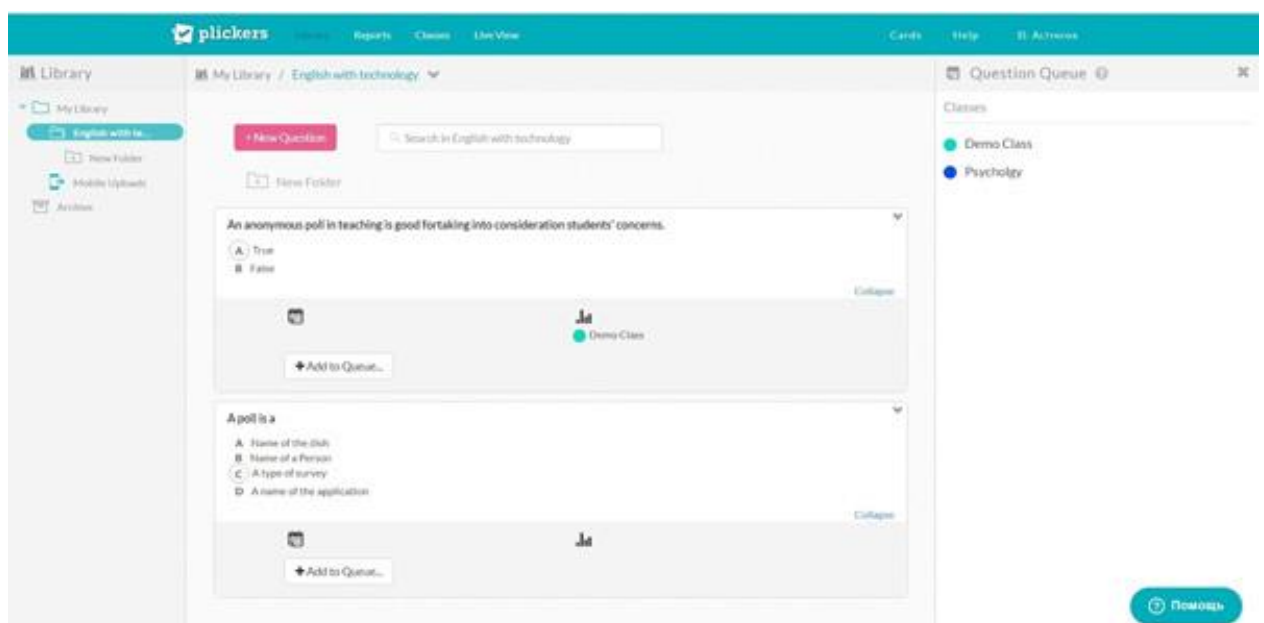 plickers Library Reports Classes Live View Cards Help
Library
My Library
English with te...
New Folder
Mobile Uploads
Archive
My Library / English with technology
+ New Question
Search in English with technology
New Folder
An anonymous poll in teaching is good fortaking into consideration students' concerns.
A True
B False
Collapse
Demo Class
+Add to Queue...
A poll is a
A Name of the dish
B Name of a Person
C A type of survey
D A name of the application
Collapse
+Add to Queue...
Question Queue
Classes
Demo Class
Psycholgy
Помощь